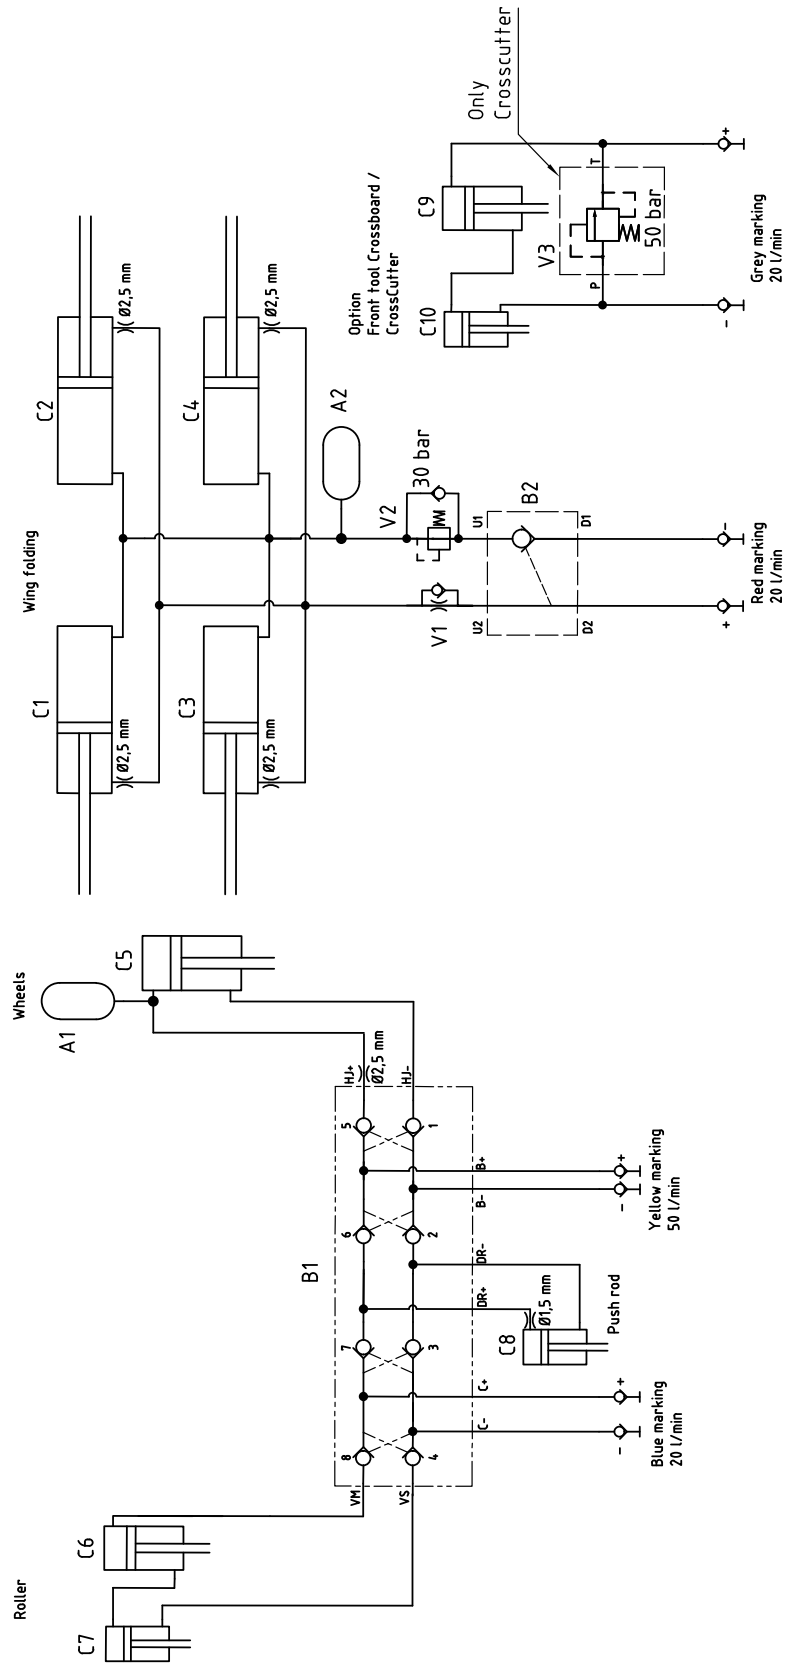 Roller
Wheels
Wing folding
C7
C6
A1
C5
C1
C2
Ø2,5 mm
Ø2,5 mm
C3
C4
Ø2,5 mm
Ø2,5 mm
B1
VM
8
7
6
5
HJ+
Ø2,5 mm
VS
4
3
2
1
HJ-
C-
C+
DR+
DR-
B-
B+
C8
Ø1,5 mm
Push rod
-
+
Blue marking
20 l/min
-
+
Yellow marking
50 l/min
A2
V2
30 bar
V1
U2
U1
B2
D2
D1
+
-
Red marking
20 l/min
Option
Front tool Crossboard /
CrossCutter
C10
C9
Only
Crosscutter
V3
P
T
50 bar
-
+
Grey marking
20 l/min